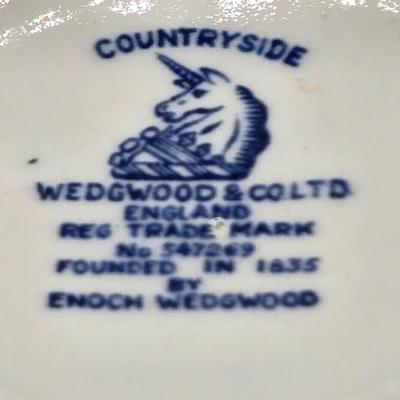 COUNTRYSIDE
WEDGWOOD & CO LTD.
ENGLAND
REG TRADE MARK
No 547269
FOUNDED IN 1835
BY
ENOCH WEDGWOOD